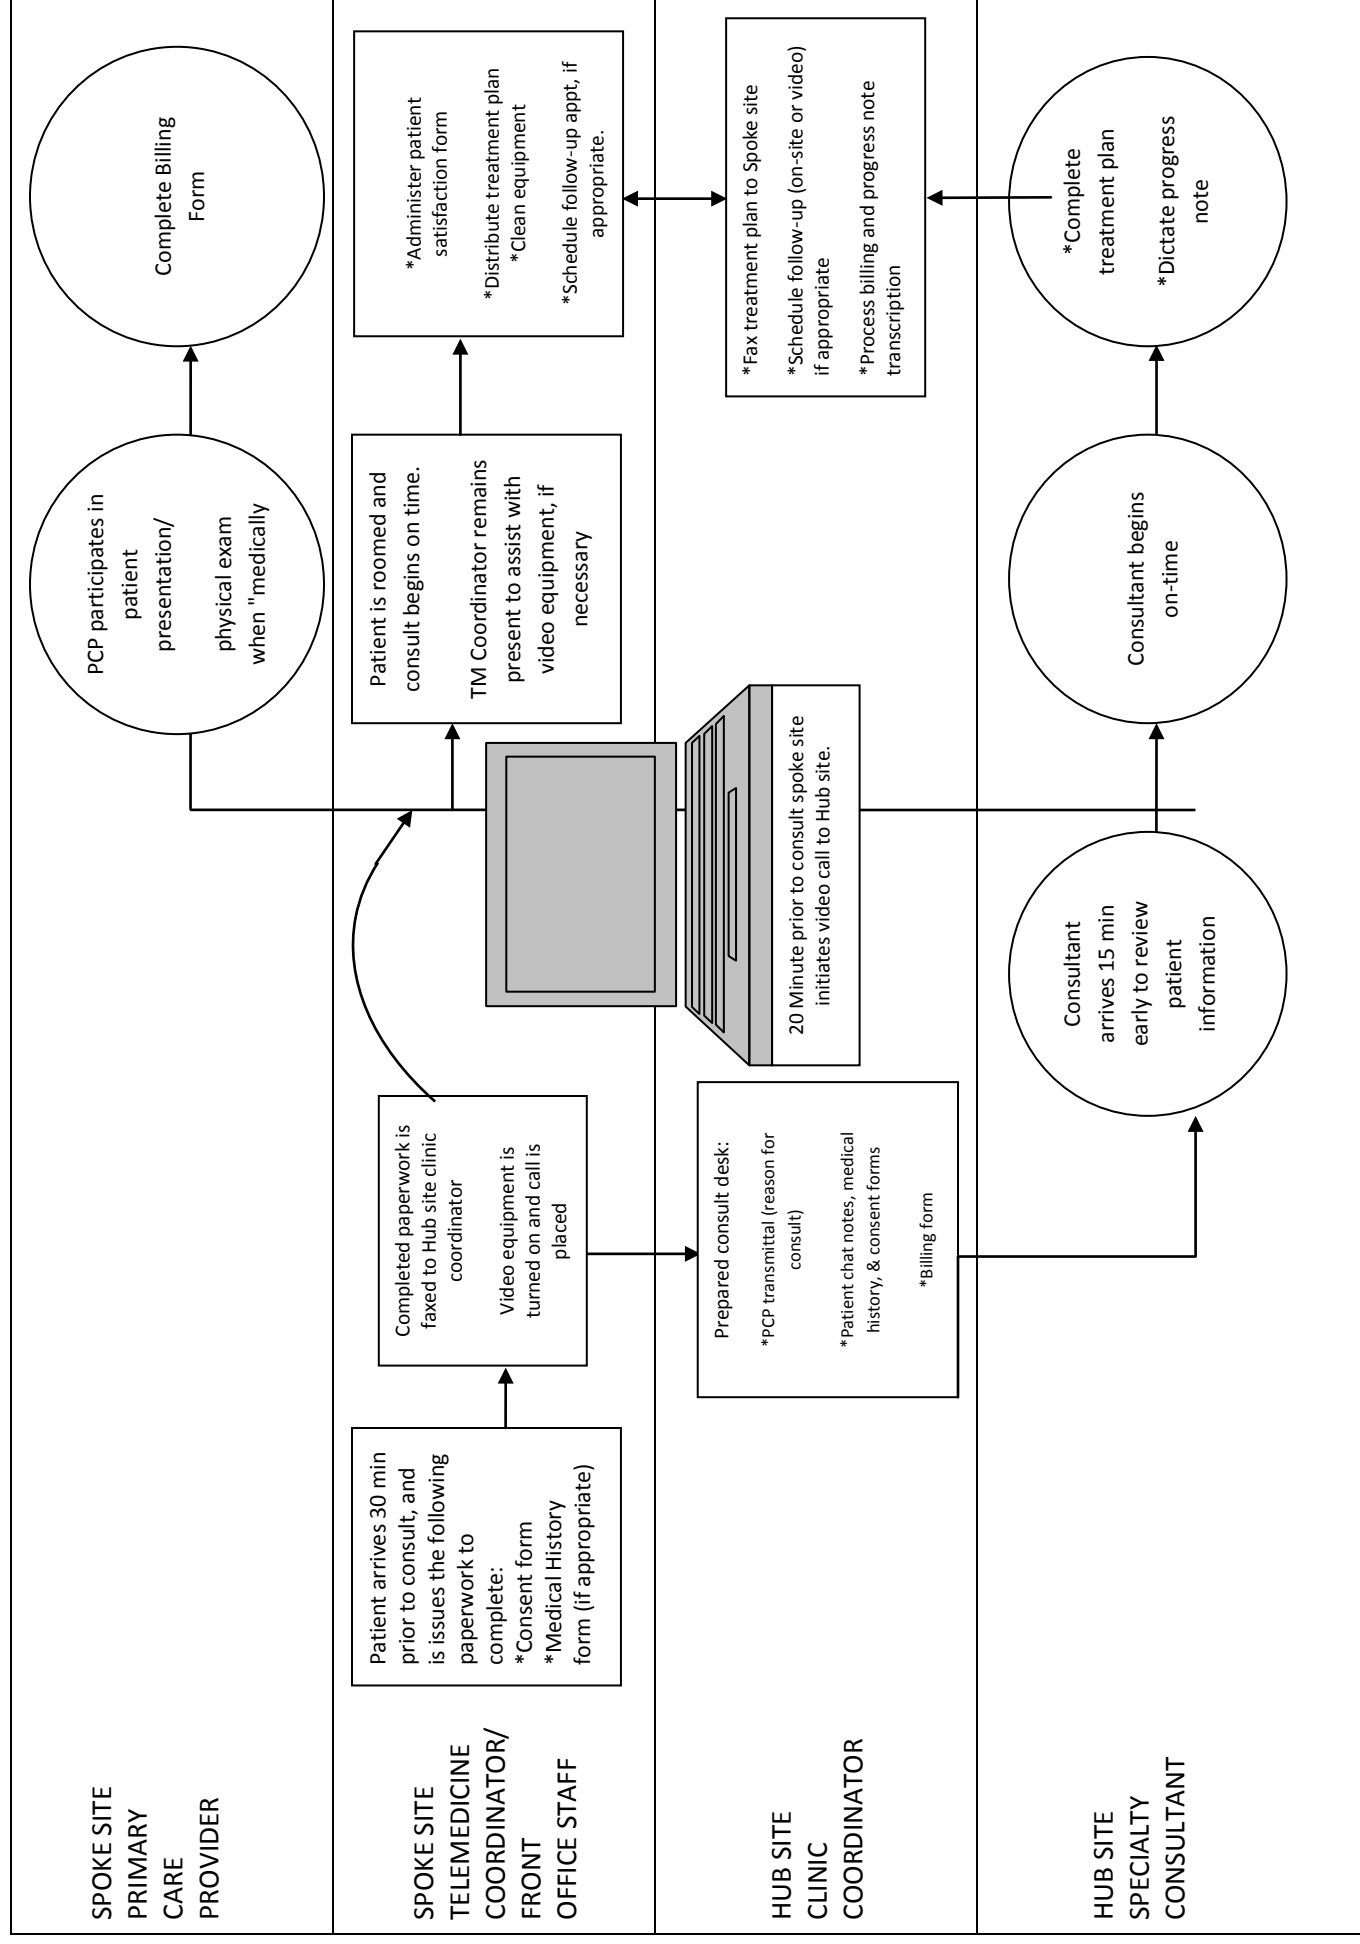 SPOKE SITE
PRIMARY
CARE
PROVIDER
PCP participates in
patient
presentation/
physical exam
when "medically
Complete Billing
Form
SPOKE SITE
TELEMEDICINE
COORDINATOR/
FRONT
OFFICE STAFF
Patient arrives 30 min
prior to consult, and
is issues the following
paperwork to
complete:
*Consent form
*Medical History
form (if appropriate)
Completed paperwork is
faxed to Hub site clinic
coordinator
Video equipment is
turned on and call is
placed
Patient is roomed and
consult begins on time.
TM Coordinator remains
present to assist with
video equipment, if
necessary
*Administer patient
satisfaction form
*Distribute treatment plan
*Clean equipment
*Schedule follow-up appt, if
appropriate.
HUB SITE
CLINIC
COORDINATOR
Prepared consult desk:
*PCP transmittal (reason for
consult)
*Patient chat notes, medical
history, & consent forms
*Billing form
20 Minute prior to consult spoke site
initiates video call to Hub site.
*Fax treatment plan to Spoke site
*Schedule follow-up (on-site or video)
if appropriate
*Process billing and progress note
transcription
HUB SITE
SPECIALTY
CONSULTANT
Consultant
arrives 15 min
early to review
patient
information
Consultant begins
on-time
*Complete
treatment plan
*Dictate progress
note